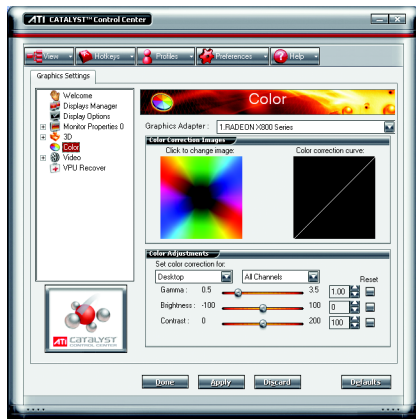 ATI CATALYST™ Control Center
View Hotkeys Profiles Preferences Help
Graphics Settings
Welcome
Displays Manager
Display Options
Monitor Properties 0
3D
Color
Video
VPU Recover
Color
Graphics Adapter : 1.RADEON X800 Series
Color Correction Images
Click to change image: Color correction curve:
Color Adjustments
Set color correction for:
Desktop All Channels Reset
Gamma : 0.5 3.5 1.00
Brightness : -100 100 0
Contrast : 0 200 100
ATI CATALYST
CONTROL CENTER
Done Apply Discard Defaults